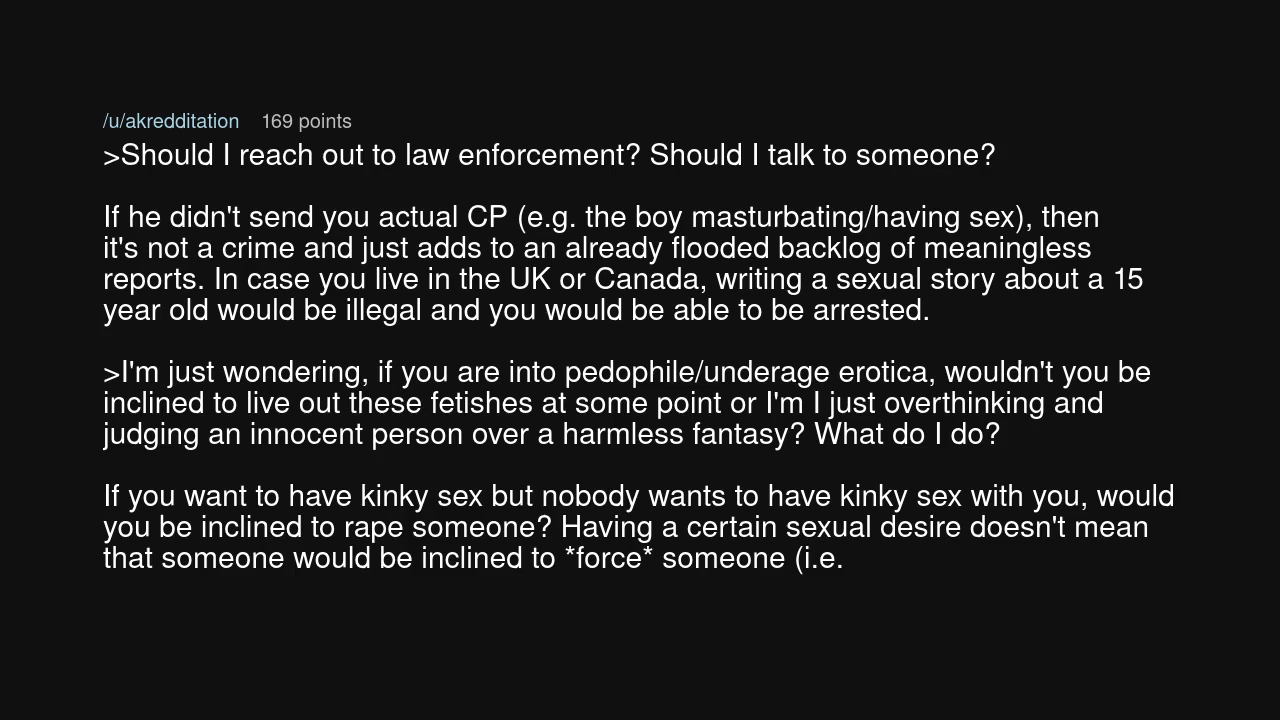 /u/akredditation 169 points
>Should I reach out to law enforcement? Should I talk to someone?
If he didn't send you actual CP (e.g. the boy masturbating/having sex), then
it's not a crime and just adds to an already flooded backlog of meaningless
reports. In case you live in the UK or Canada, writing a sexual story about a 15
year old would be illegal and you would be able to be arrested.
>I'm just wondering, if you are into pedophile/underage erotica, wouldn't you be
inclined to live out these fetishes at some point or I'm I just overthinking and
judging an innocent person over a harmless fantasy? What do I do?
If you want to have kinky sex but nobody wants to have kinky sex with you, would
you be inclined to rape someone? Having a certain sexual desire doesn't mean
that someone would be inclined to *force* someone (i.e.